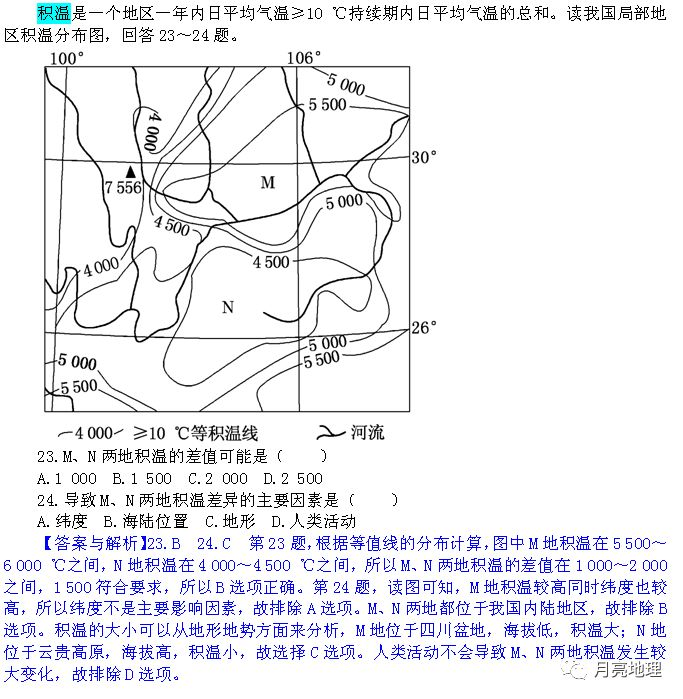 积温是一个地区一年内日平均气温≥10 ℃持续期内日平均气温的总和。读我国局部地
区积温分布图，回答23～24题。
100° 106°
5 000
5 500
4 000
30°
7 556
M
5 000
4 500
4 000
4 500
N
26°
5 000
5 500
5 000
5 500
4 000 ≥10 ℃等积温线 河流
23.M、N两地积温的差值可能是（ ）
A.1 000 B.1 500 C.2 000 D.2 500
24.导致M、N两地积温差异的主要因素是（ ）
A.纬度 B.海陆位置 C.地形 D.人类活动
【答案与解析】23.B 24.C 第23题，根据等值线的分布计算，图中M地积温在5 500～
6 000 ℃之间，N地积温在4 000～4 500 ℃之间，所以M、N两地积温的差值在1 000～2 000
之间，1 500符合要求，所以B选项正确。第24题，读图可知，M地积温较高同时纬度也较
高，所以纬度不是主要影响因素，故排除A选项。M、N两地都位于我国内陆地区，故排除B
选项。积温的大小可以从地形地势方面来分析，M地位于四川盆地，海拔低，积温大；N地
位于云贵高原，海拔高，积温小，故选择C选项。人类活动不会导致M、N两地积温发生较
大变化，故排除D选项。
月亮地理